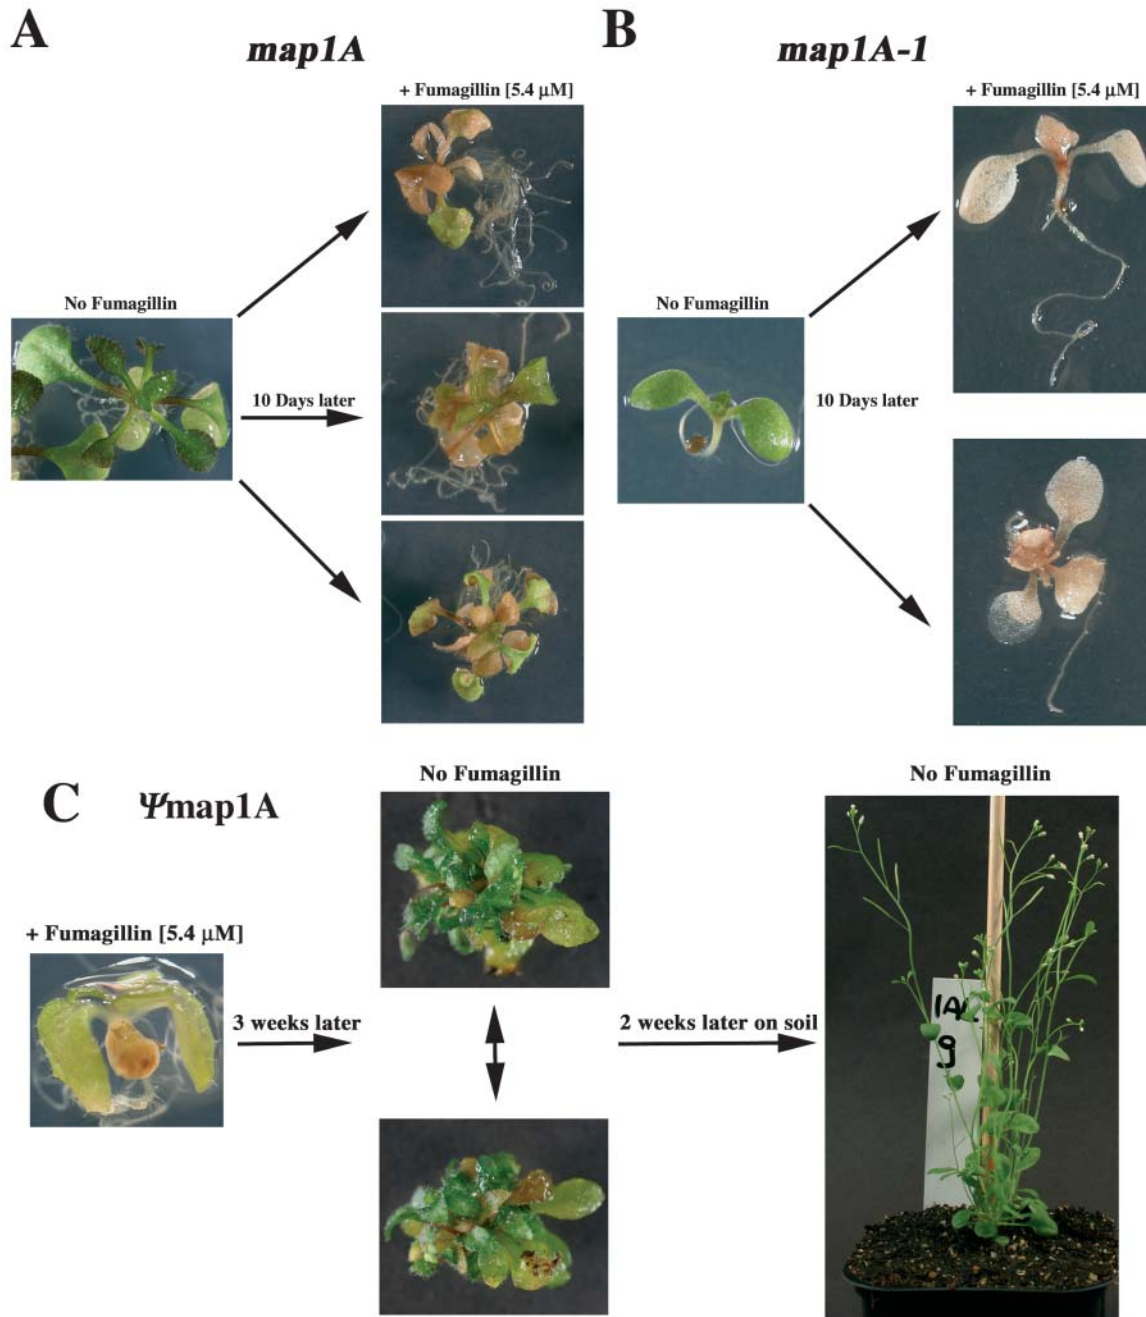 A
map1A
B
map1A-1
+ Fumagillin [5.4 μM]
+ Fumagillin [5.4 μM]
No Fumagillin
No Fumagillin
10 Days later
10 Days later
C
Ψmap1A
No Fumagillin
No Fumagillin
+ Fumagillin [5.4 μM]
3 weeks later
2 weeks later on soil